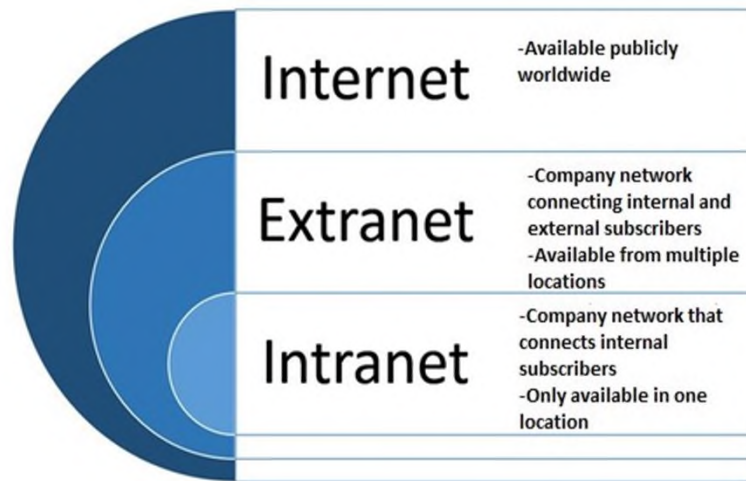 Internet
-Available publicly
worldwide
Extranet
-Company network
connecting internal and
external subscribers
-Available from multiple
locations
Intranet
-Company network that
connects internal
subscribers
-Only available in one
location